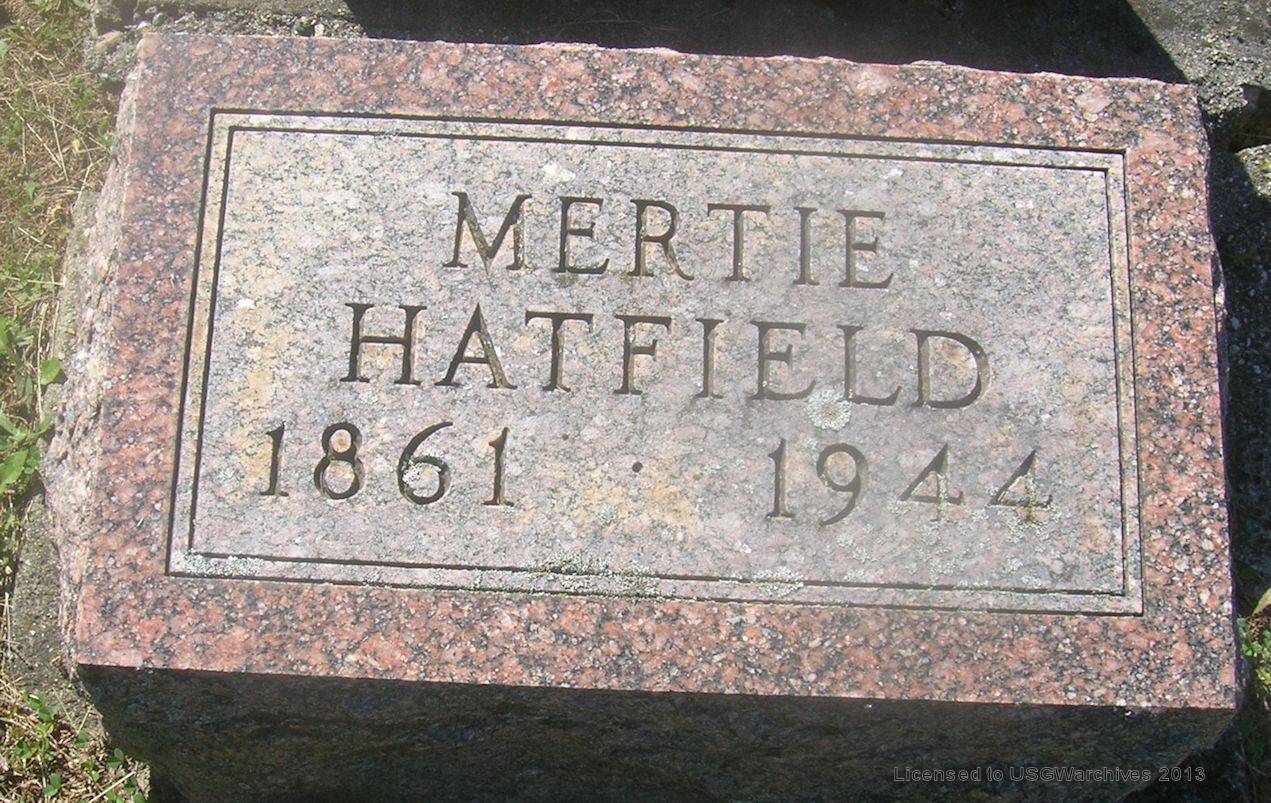 MERTIE
HATFIELD
1861 · 1944
Licensed to USGWarchives 2013